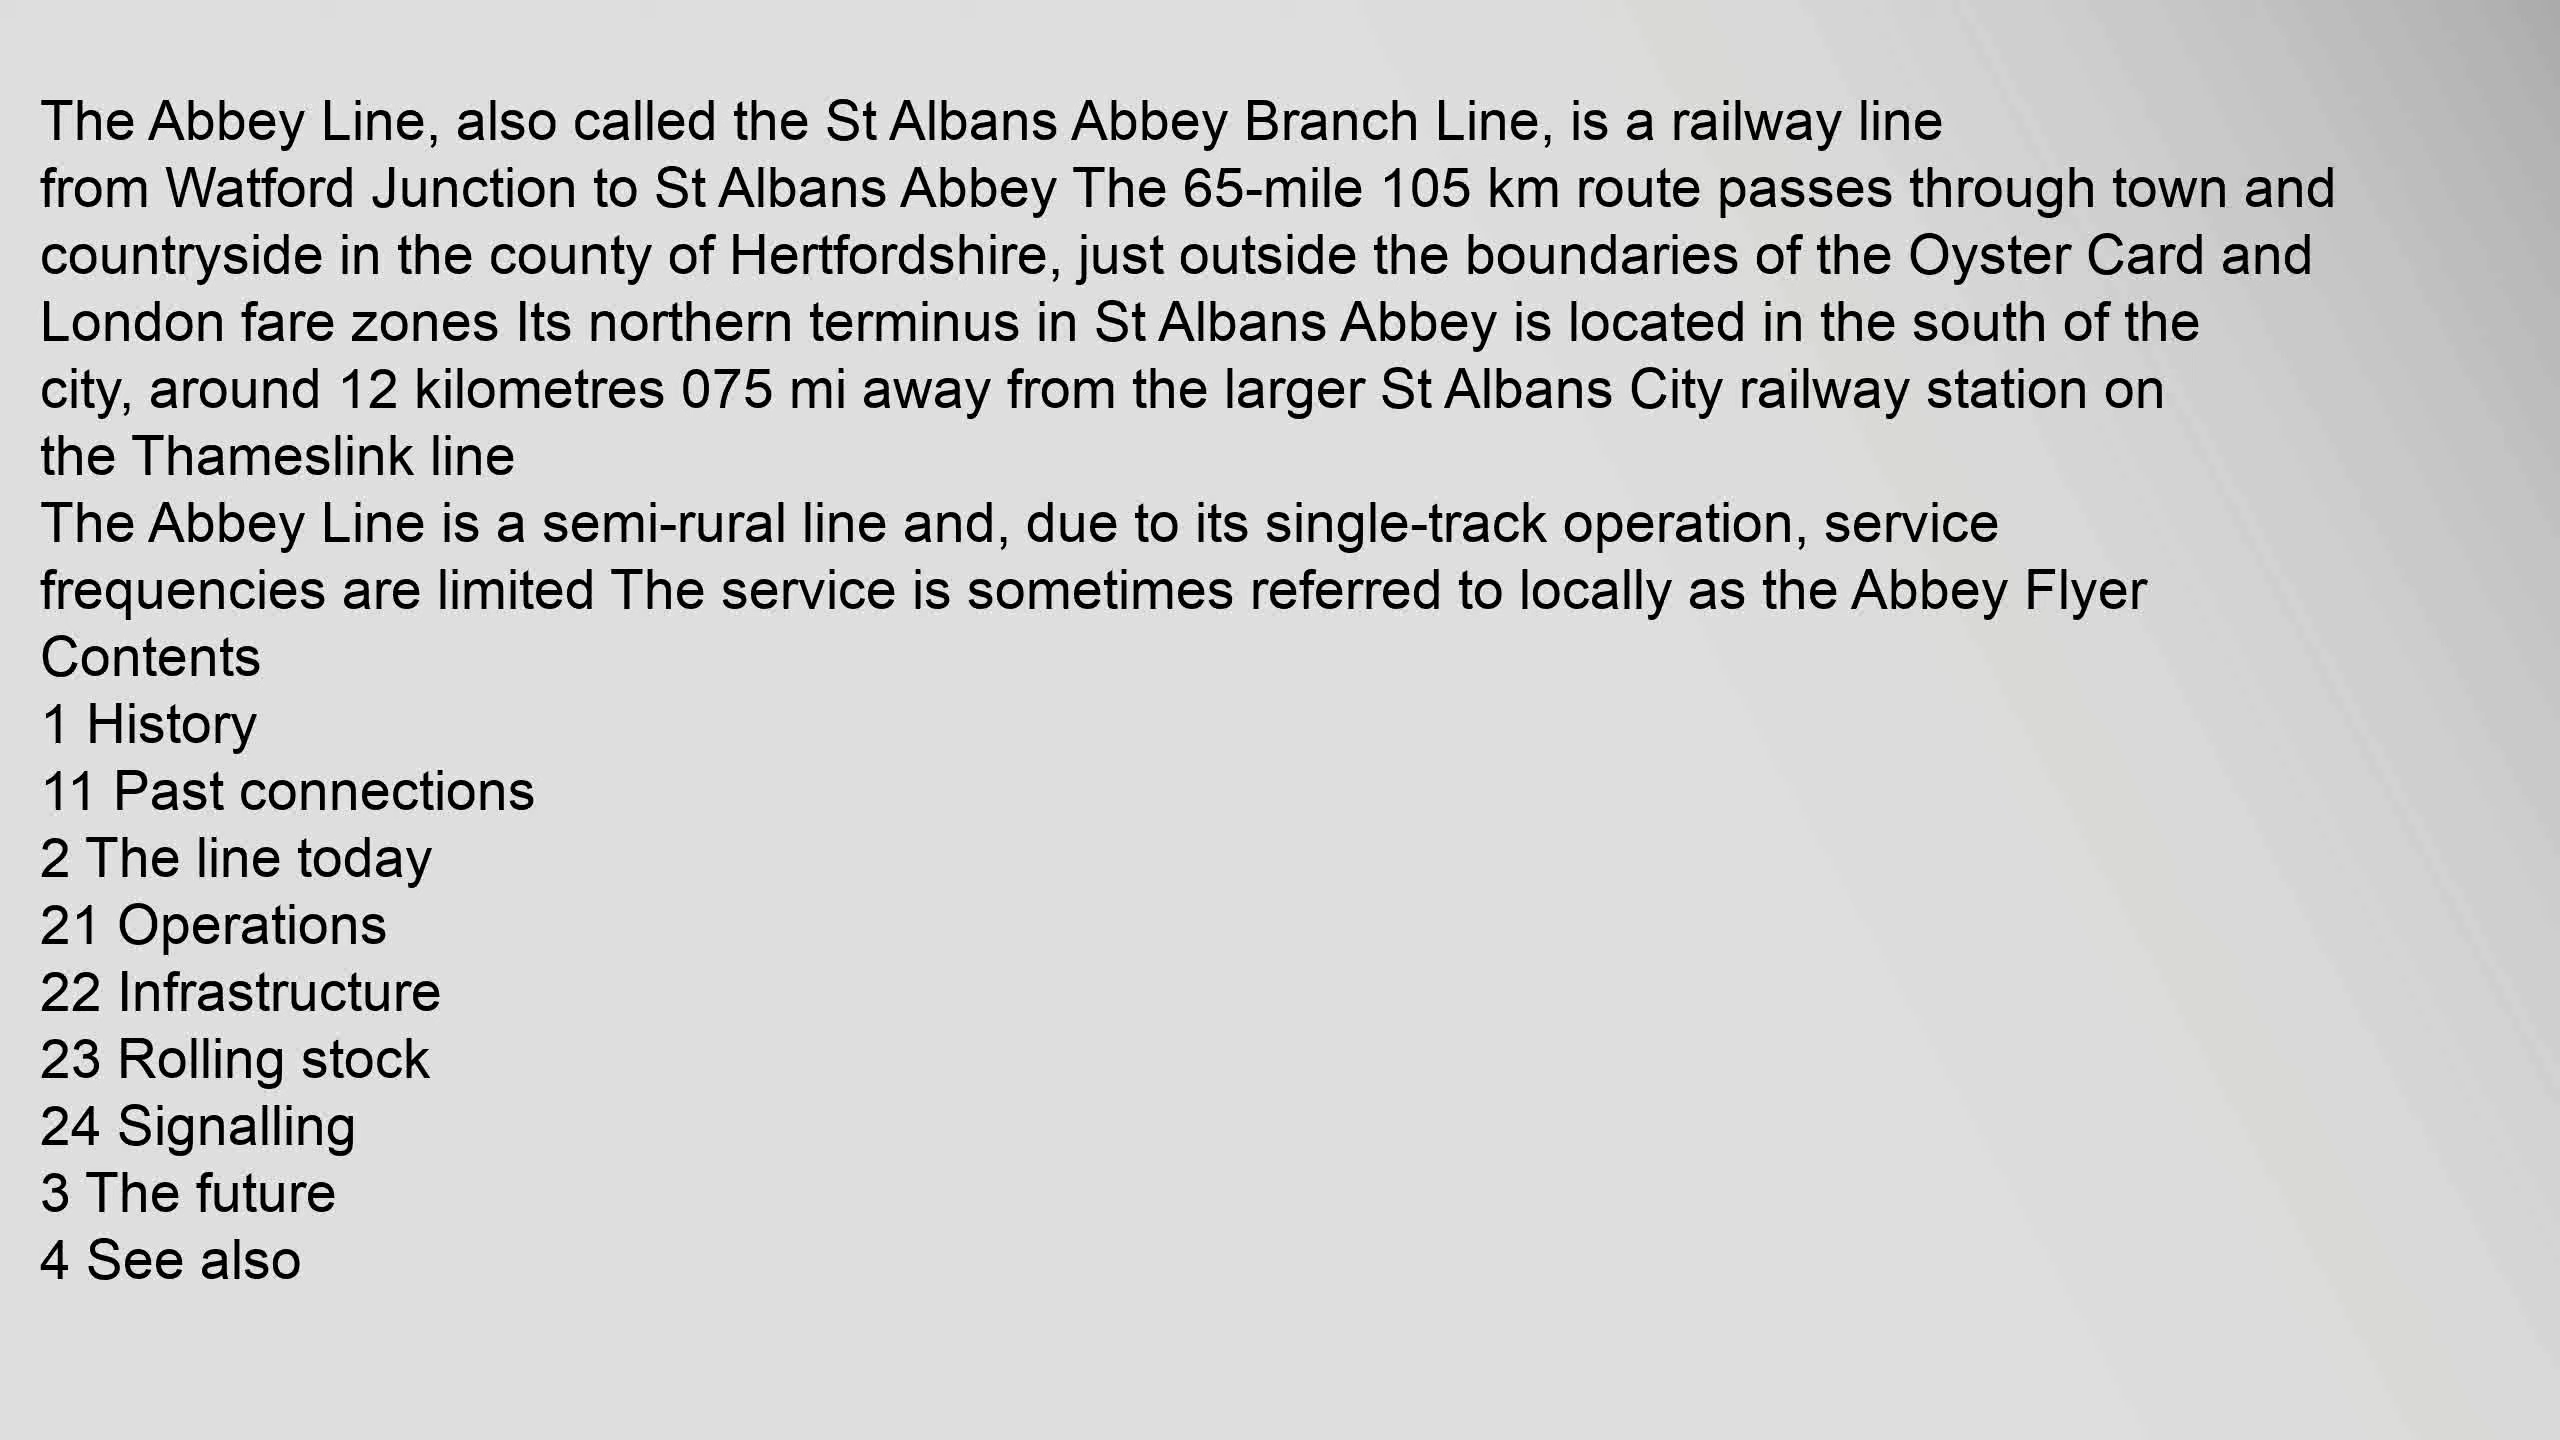 The Abbey Line, also called the St Albans Abbey Branch Line, is a railway line
from Watford Junction to St Albans Abbey The 65-mile 105 km route passes through town and
countryside in the county of Hertfordshire, just outside the boundaries of the Oyster Card and
London fare zones Its northern terminus in St Albans Abbey is located in the south of the
city, around 12 kilometres 075 mi away from the larger St Albans City railway station on
the Thameslink line
The Abbey Line is a semi-rural line and, due to its single-track operation, service
frequencies are limited The service is sometimes referred to locally as the Abbey Flyer
Contents
1 History
11 Past connections
2 The line today
21 Operations
22 Infrastructure
23 Rolling stock
24 Signalling
3 The future
4 See also